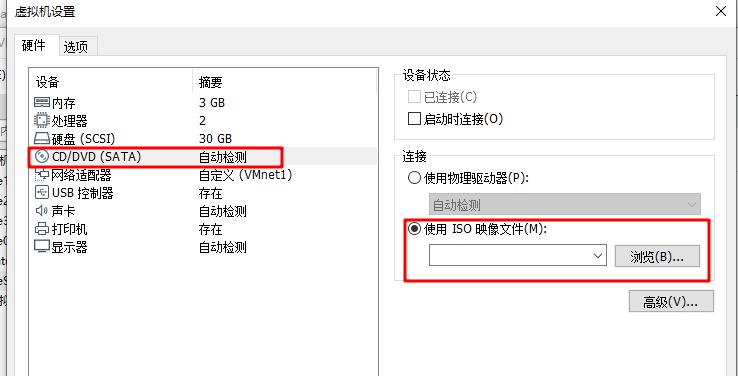 虚拟机设置
硬件 选项
设备 摘要
内存 3 GB
处理器 2
硬盘 (SCSI) 30 GB
CD/DVD (SATA) 自动检测
网络适配器 自定义 (VMnet1)
USB 控制器 存在
声卡 自动检测
打印机 存在
显示器 自动检测
设备状态
已连接(C)
启动时连接(O)
连接
使用物理驱动器(P):
自动检测
使用 ISO 映像文件(M):
浏览(B)...
高级(V)...